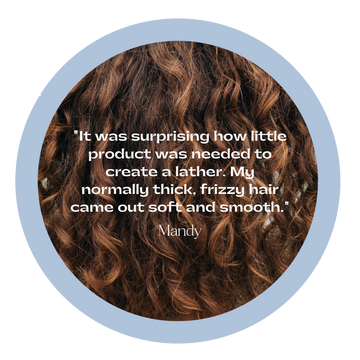 "It was surprising how little
product was needed to
create a lather. My
normally thick, frizzy hair
came out soft and smooth."
Mandy